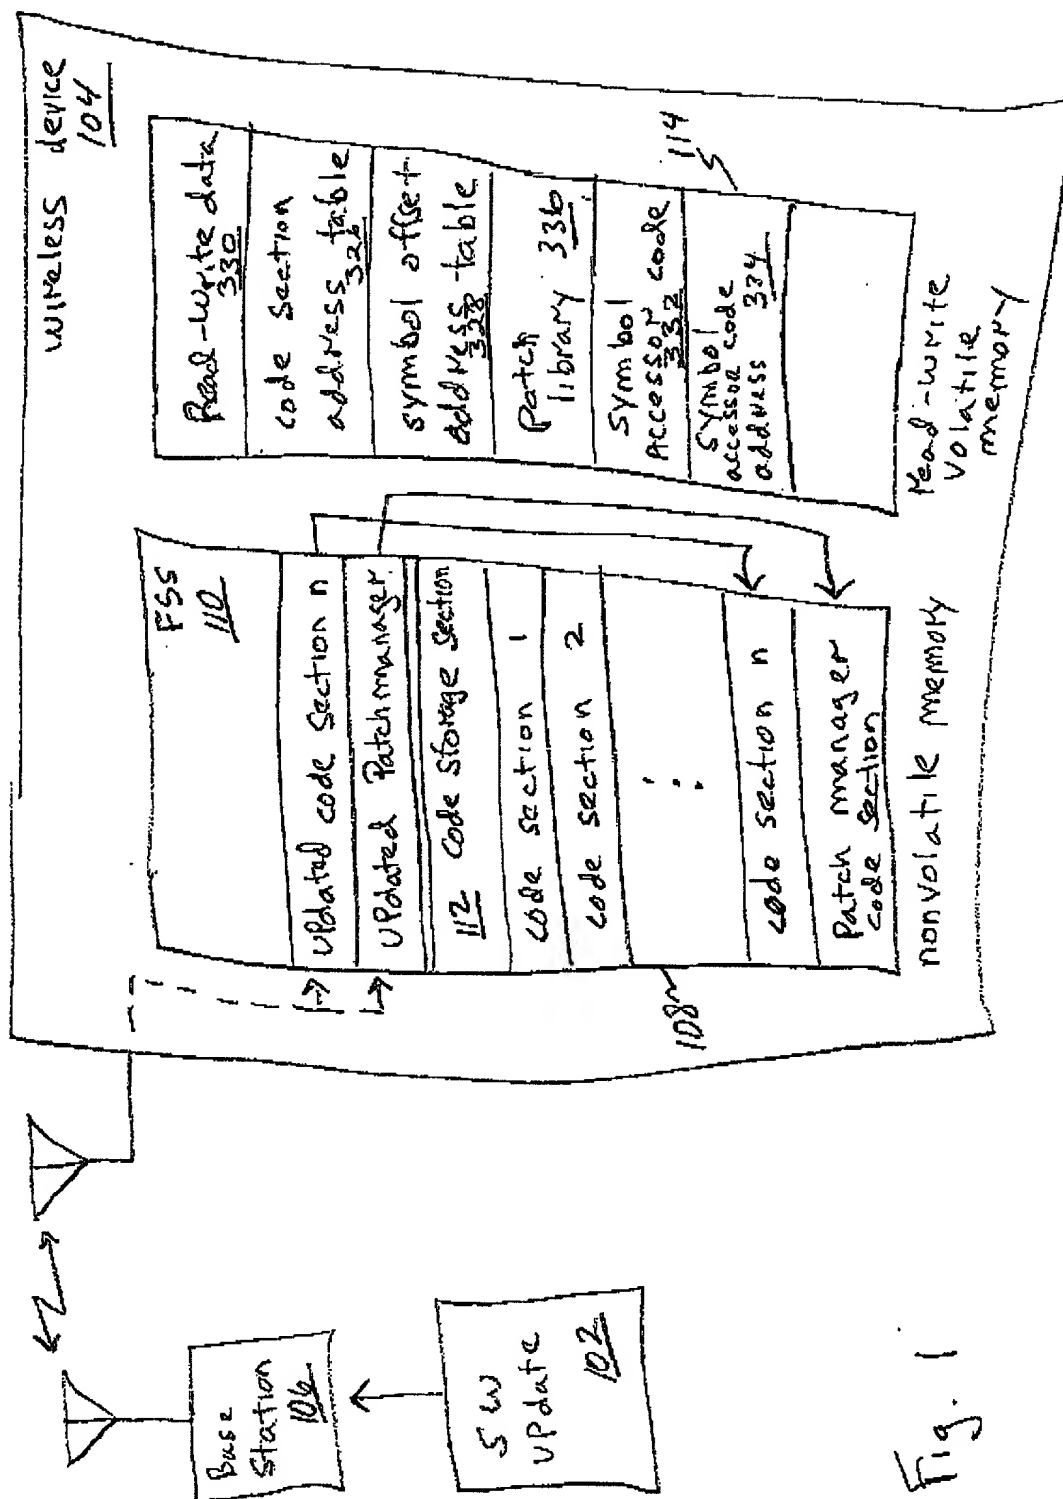 wireless device
104
FSS
110
updated code section n
updated Patch manager
112 code storage section
code section 1
code section 2
code section n
Patch manager
code section
nonvolatile memory
108
Read-write data
330
code section
address table
326
symbol offset
address table
328
Patch
library 336
symbol
accessor code
332
symbol
accessor code
address 334
114
read-write
volatile
memory
Base
Station
106
SW
update
102
Fig. 1